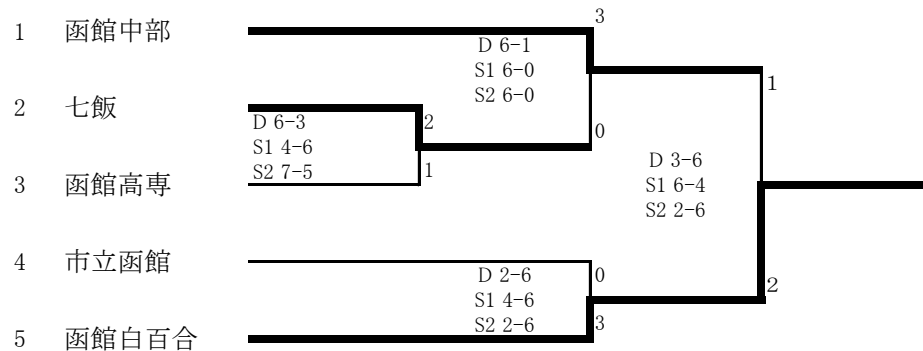 1 函館中部
3
D 6-1
S1 6-0
S2 6-0
1
2 七飯
D 6-3
S1 4-6
S2 7-5
2
0
1
3 函館高専
D 3-6
S1 6-4
S2 2-6
4 市立函館
D 2-6
S1 4-6
S2 2-6
0
2
3
5 函館白百合